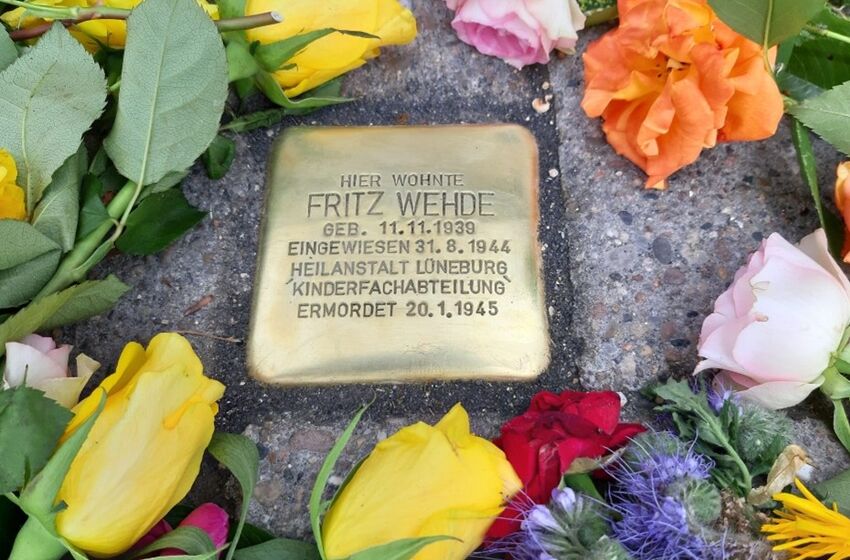 HIER WOHNTE
FRITZ WEHDE
GEB. 11.11.1939
EINGEWIESEN 31.8.1944
HEILANSTALT LÜNEBURG
'KINDERFACHABTEILUNG'
ERMORDET 20.1.1945